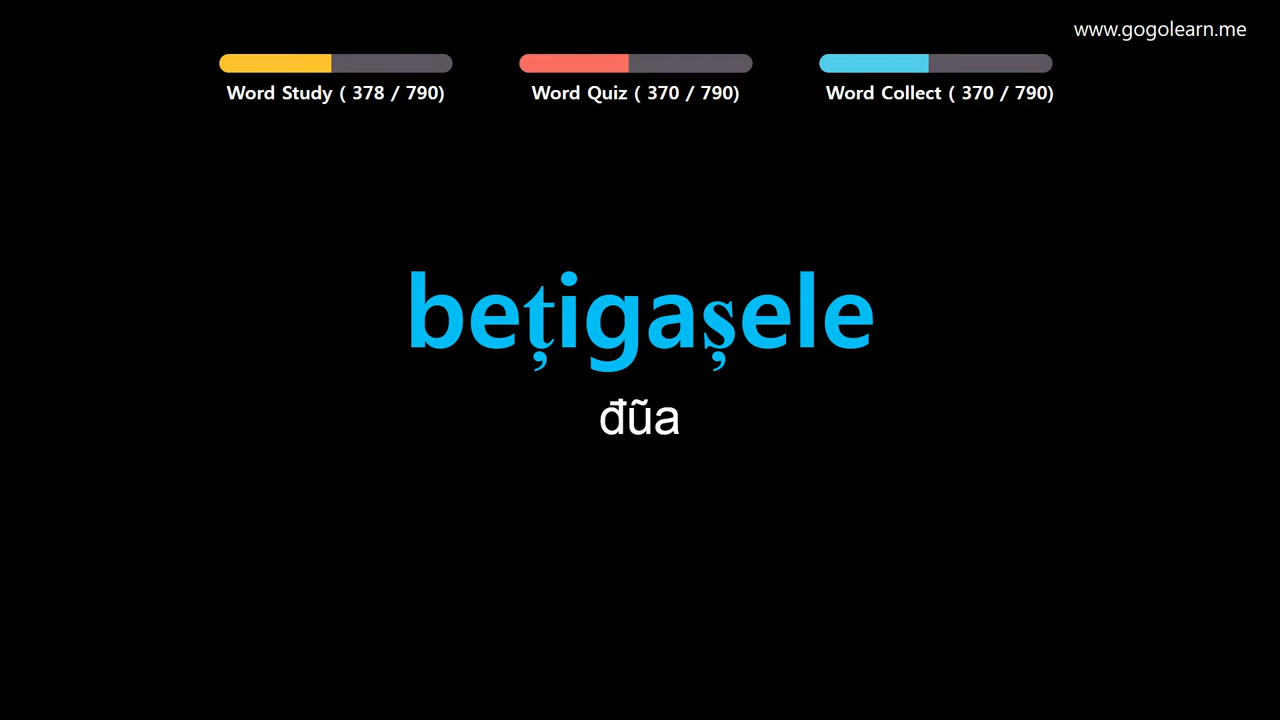 www.gogolearn.me
Word Study ( 378 / 790)
Word Quiz ( 370 / 790)
Word Collect ( 370 / 790)
bețigașele
đũa